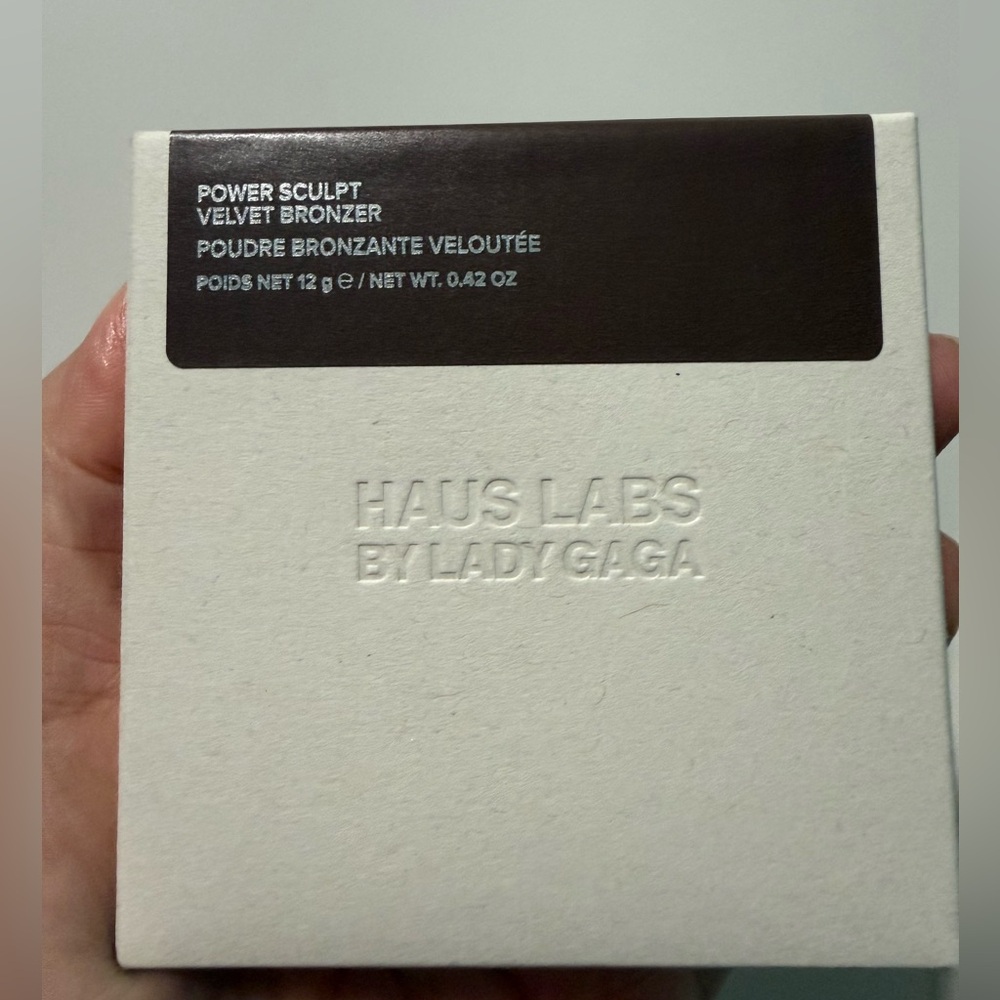 POWER SCULPT
VELVET BRONZER
POUDRE BRONZANTE VELOUTÉE
POIDS NET 12 g ℮ / NET WT. 0.42 OZ
HAUS LABS
BY LADY GAGA